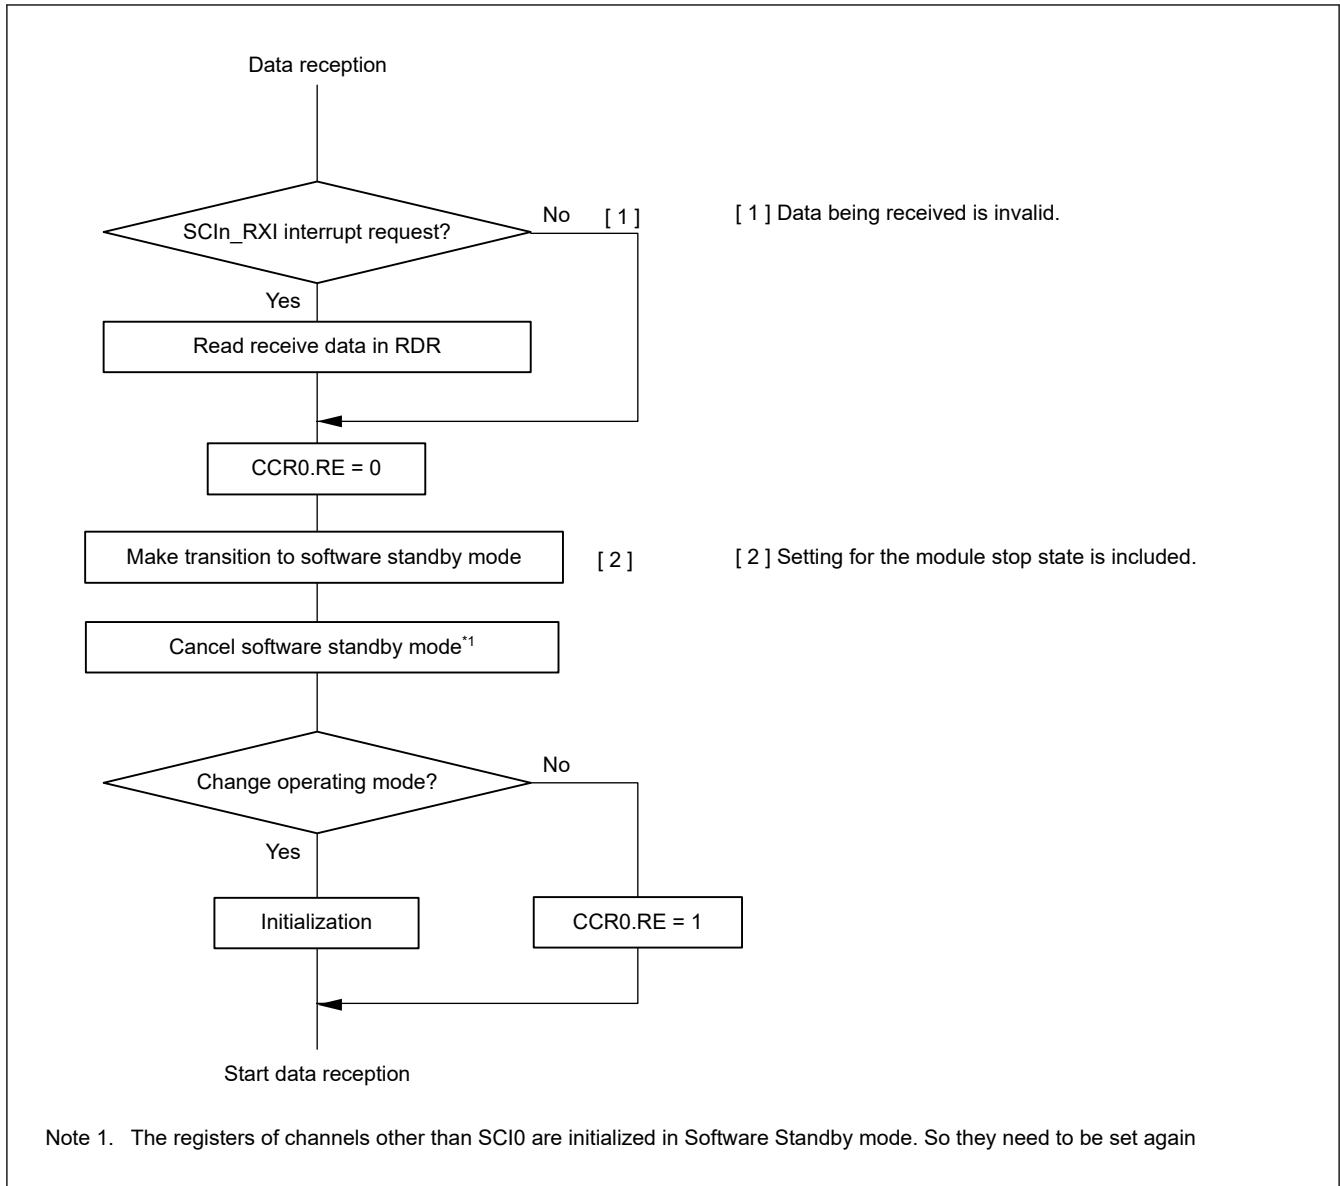 Data reception
SCIn_RXI interrupt request?
No [ 1 ]
[ 1 ] Data being received is invalid.
Yes
Read receive data in RDR
CCR0.RE = 0
Make transition to software standby mode
[ 2 ]
[ 2 ] Setting for the module stop state is included.
Cancel software standby mode*1
Change operating mode?
No
Yes
Initialization
CCR0.RE = 1
Start data reception
Note 1. The registers of channels other than SCI0 are initialized in Software Standby mode. So they need to be set again